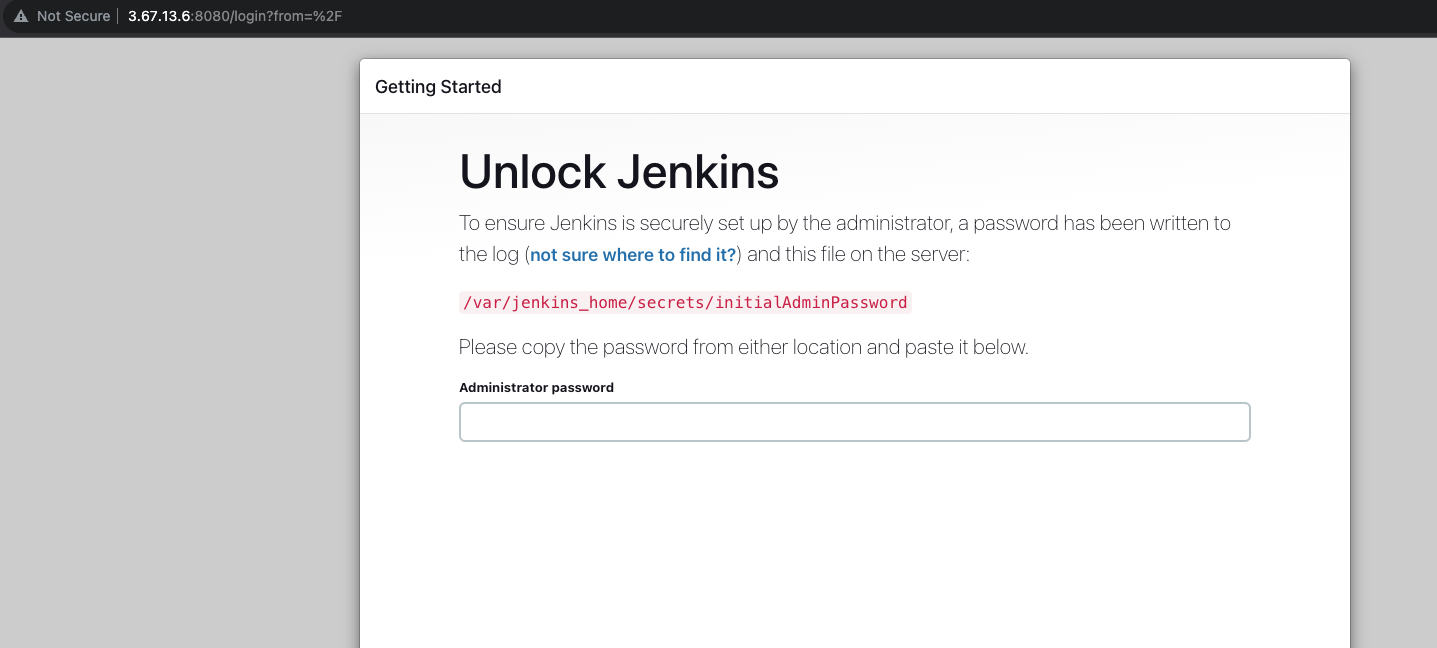 Not Secure | 3.67.13.6:8080/login?from=%2F
Getting Started
Unlock Jenkins
To ensure Jenkins is securely set up by the administrator, a password has been written to
the log (not sure where to find it?) and this file on the server:
/var/jenkins_home/secrets/initialAdminPassword
Please copy the password from either location and paste it below.
Administrator password